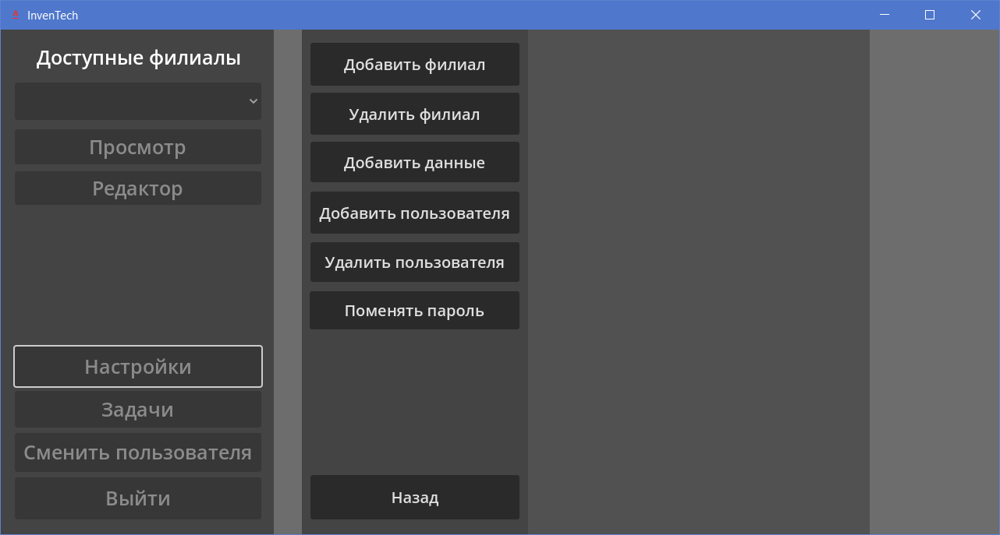 InvenTech
Доступные филиалы
Просмотр
Редактор
Настройки
Задачи
Сменить пользователя
Выйти
Добавить филиал
Удалить филиал
Добавить данные
Добавить пользователя
Удалить пользователя
Поменять пароль
Назад